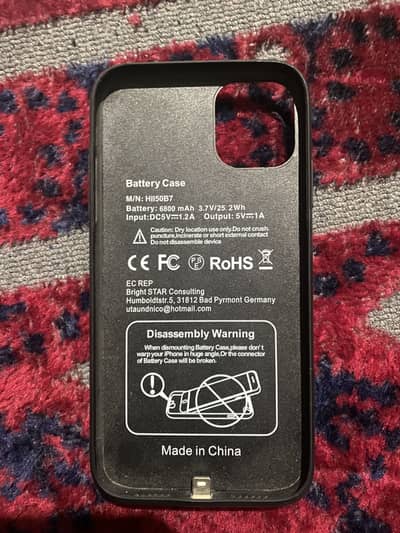 Battery Case
M/N: HII50B7
Battery: 6800 mAh 3.7V/25.2Wh
Input:DC5V⎓1.2A Output: 5V⎓1A
Caution: Dry location use only.Do not crush.
puncture,incinerate or short external contact
Do not disassemble device
CE FC RoHS
EC REP
Bright STAR Consulting
Humboldtstr.5, 31812 Bad Pyrmont Germany
utaundnico@hotmail.com
Disassembly Warning
When dismounting Battery Case,please don't
warp your iPhone in huge angle,Or the connector
of Battery Case will be broken.
Made in China